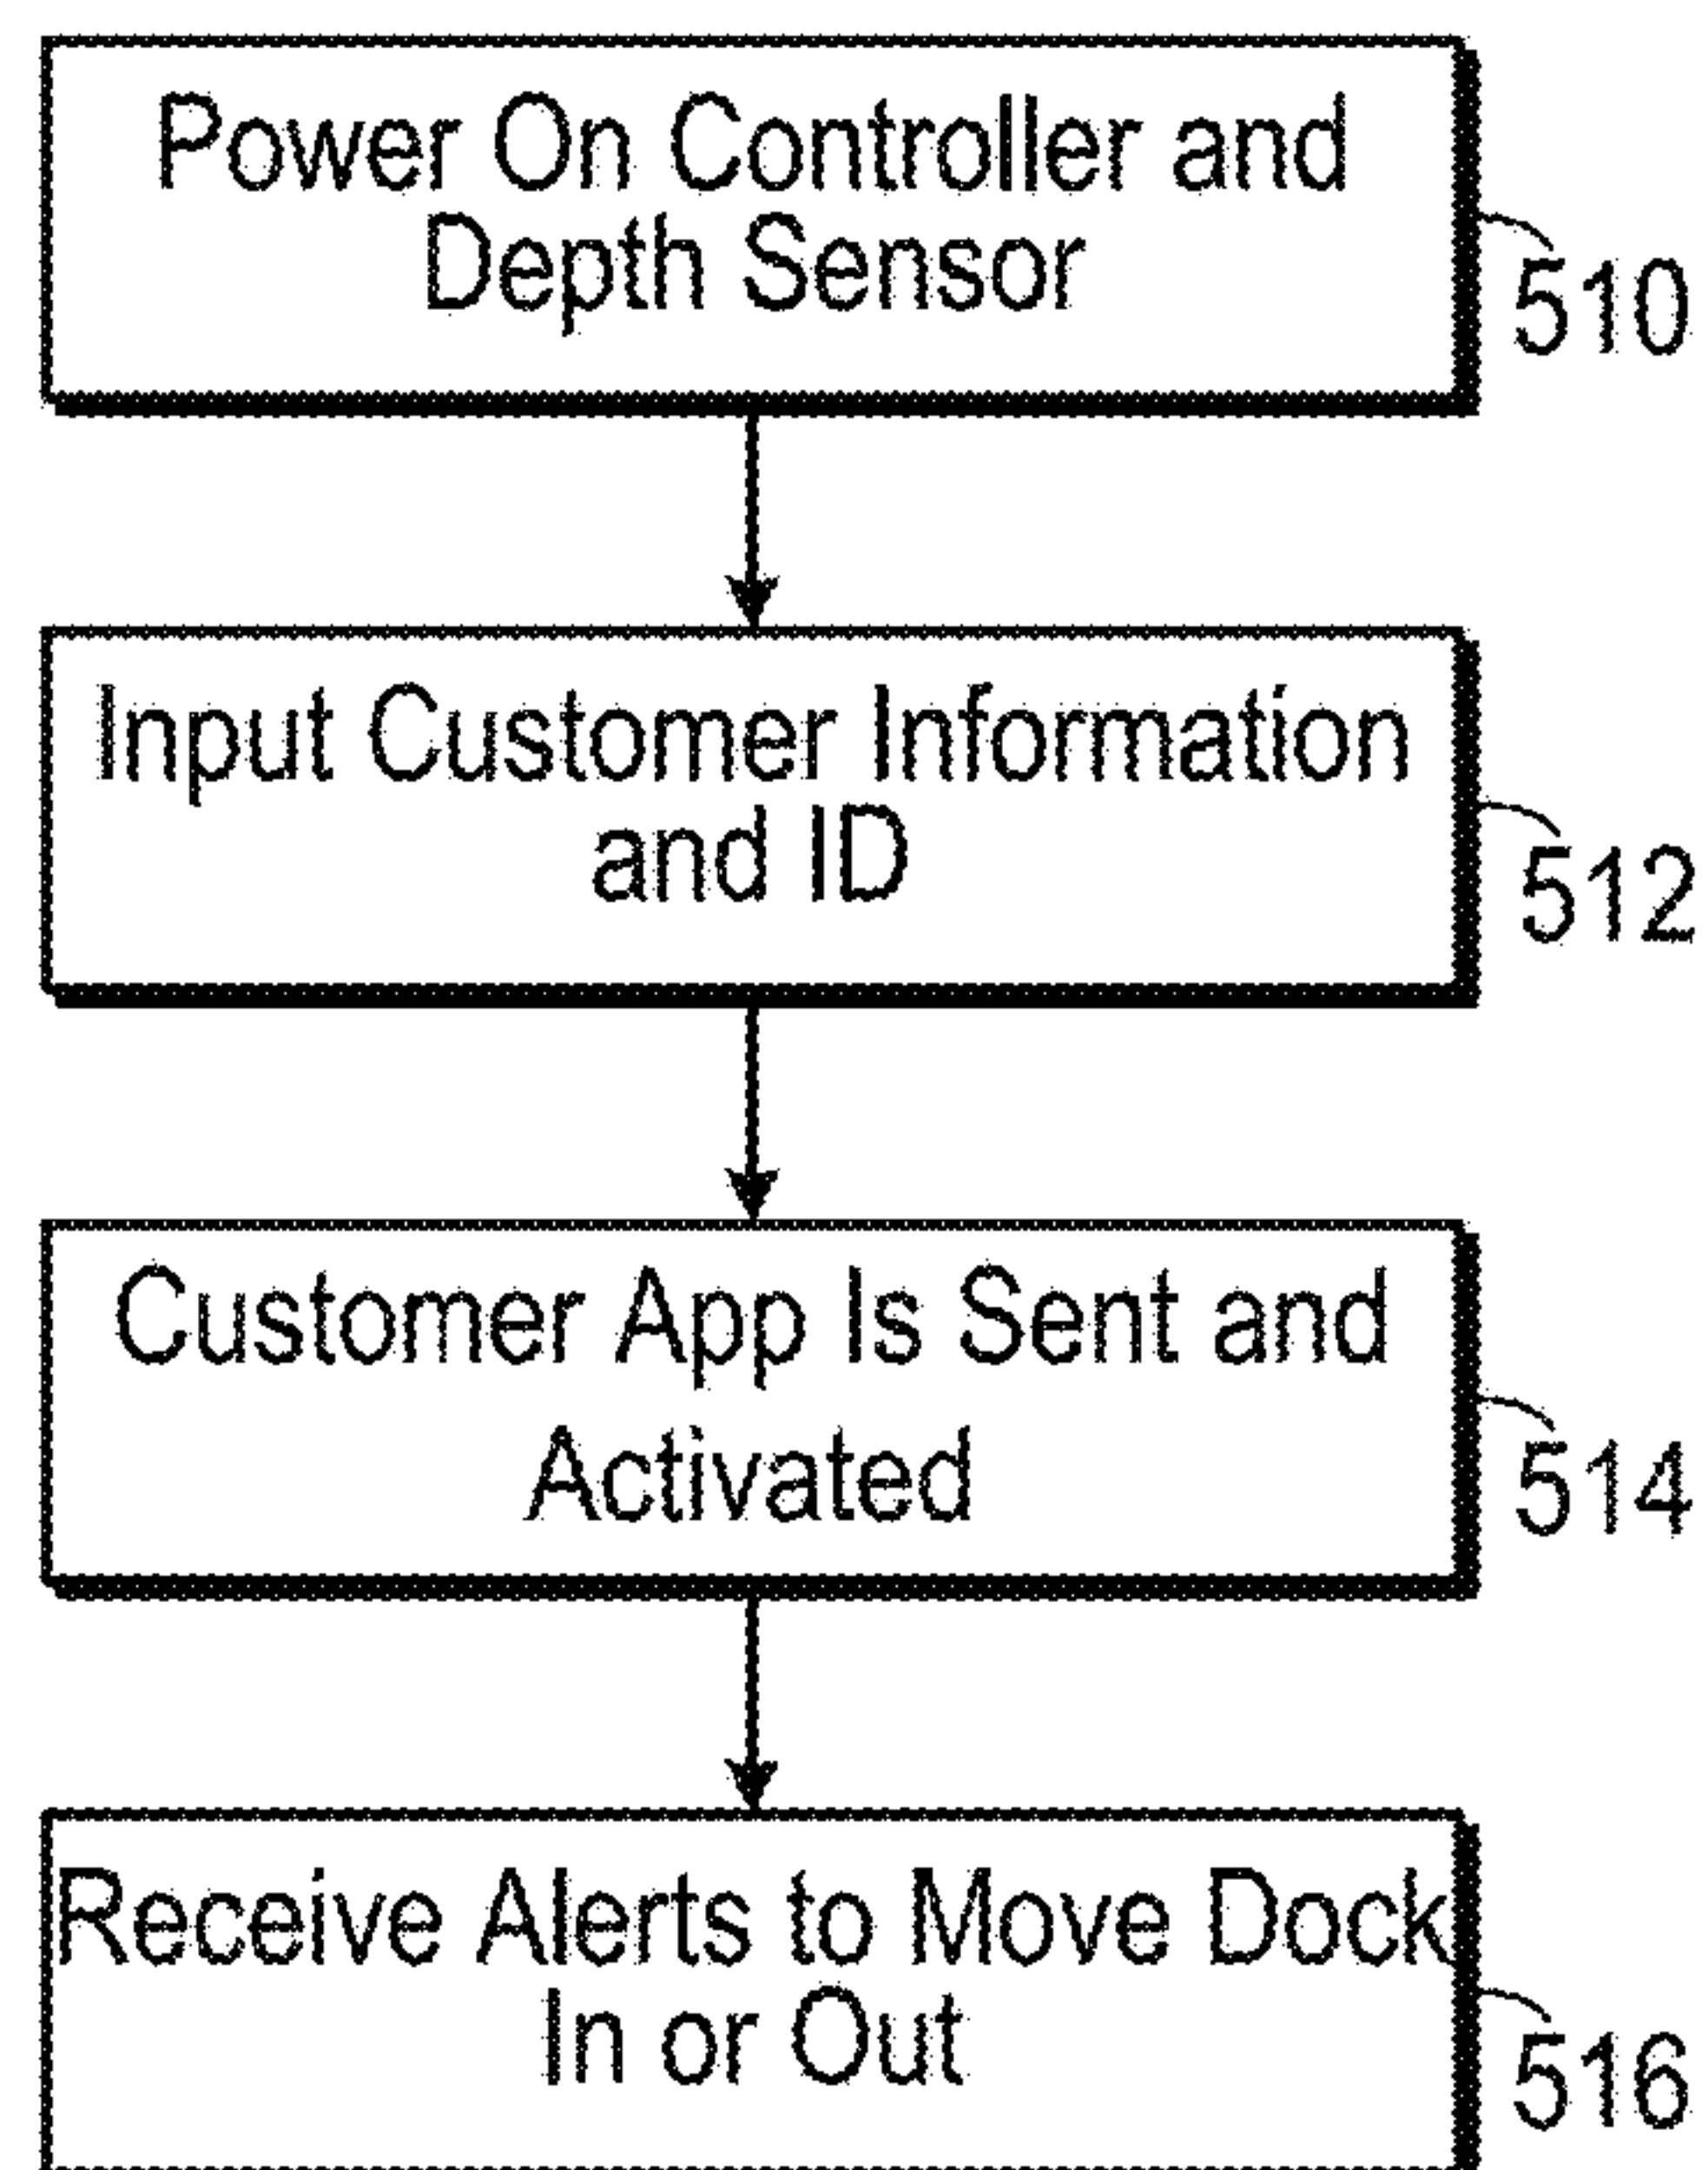 Power On Controller and
Depth Sensor
510
Input Customer Information
and ID
512
Customer App Is Sent and
Activated
514
Receive Alerts to Move Dock
In or Out
516